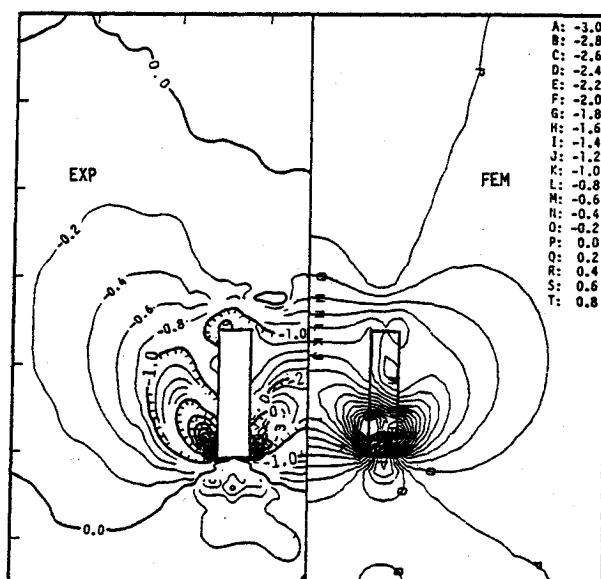 A: -3.0
B: -2.8
C: -2.6
D: -2.4
E: -2.2
F: -2.0
G: -1.8
H: -1.6
I: -1.4
J: -1.2
K: -1.0
L: -0.8
M: -0.6
N: -0.4
O: -0.2
P: 0.0
Q: 0.2
R: 0.4
S: 0.6
T: 0.8
0.0
EXP
FEM
-0.2
-0.4
-0.6
-0.8
-1.0
-1.0
-1.0
0.0